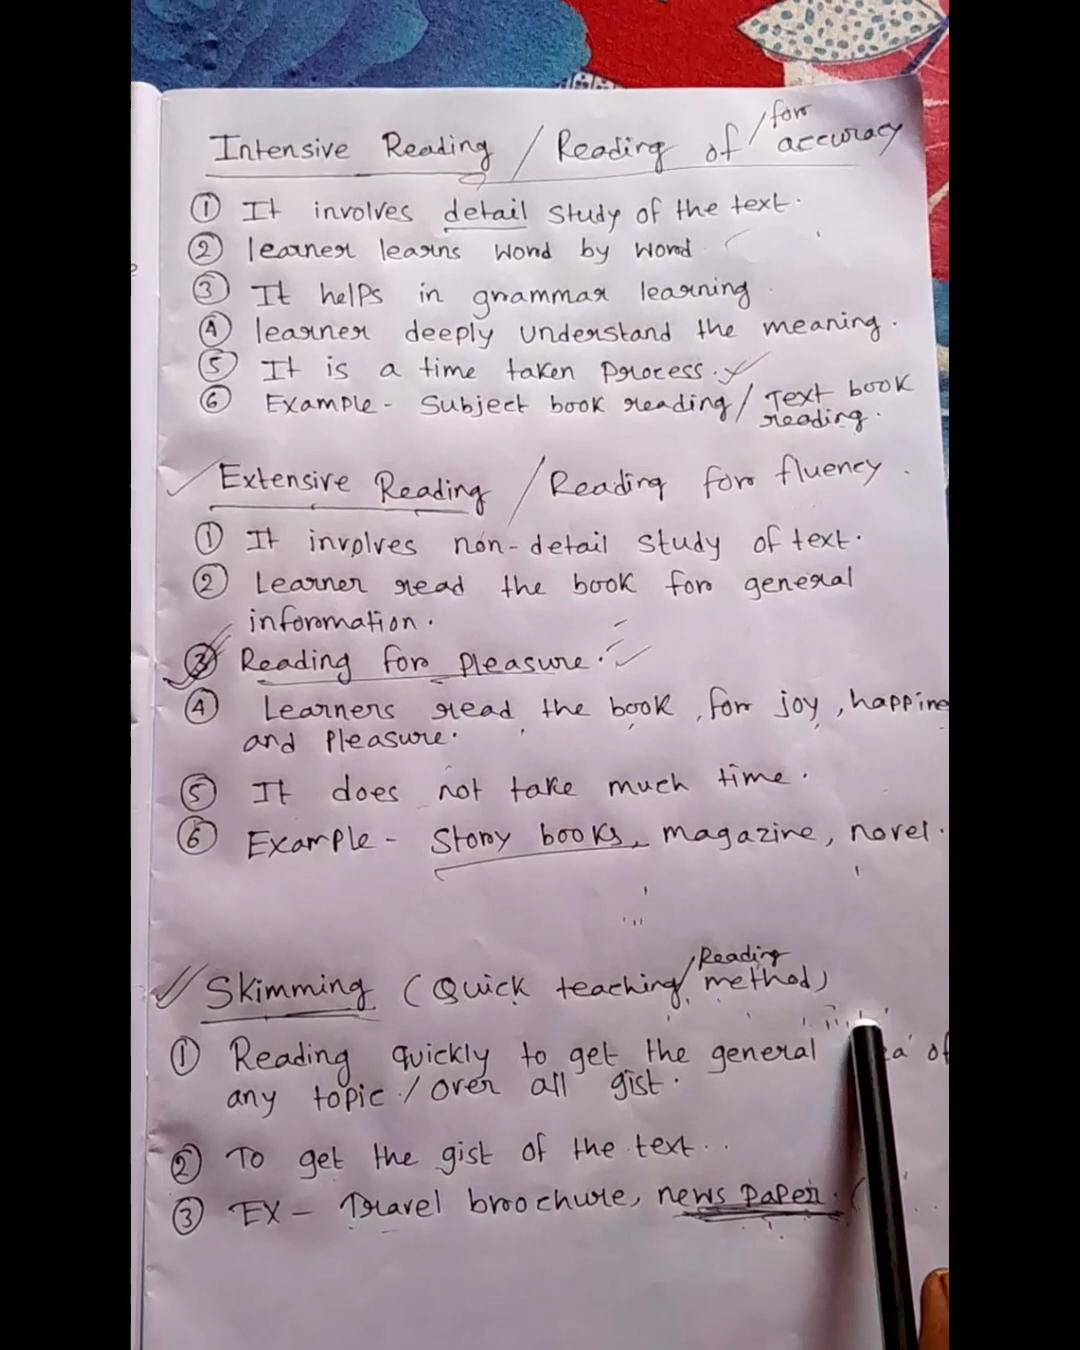 Intensive Reading / Reading of / for accuracy
① It involves detail study of the text.
② learner learns word by word
③ It helps in grammar learning
④ learner deeply understand the meaning.
⑤ It is a time taken process.
⑥ Example - Subject book reading / Text book
reading.
Extensive Reading / Reading for fluency.
① It involves non-detail study of text.
② Learner read the book for general
information.
③ Reading for pleasure.
④ Learners read the book, for joy, happine
and pleasure.
⑤ It does not take much time.
⑥ Example - Story books, magazine, novel.
Skimming (Quick teaching / Reading method)
① Reading quickly to get the general of
any topic / over all gist.
② To get the gist of the text..
③ EX - Travel brochure, news paper.